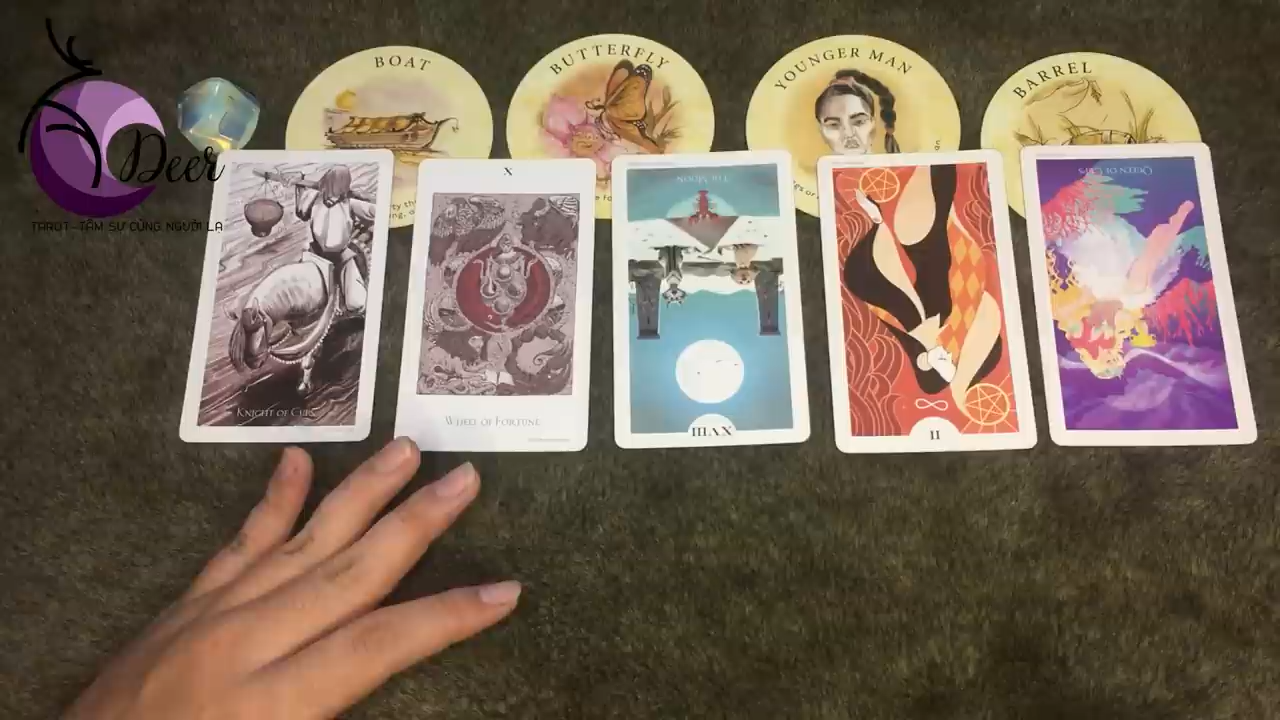 Deer
TAROT-TÂM SỰ CÙNG NGƯỜI LẠ
BOAT
BUTTERFLY
YOUNGER MAN
BARREL
KNIGHT OF CUPS
X
WHEEL OF FORTUNE
THE MOON
XVIII
II
QUEEN OF CUPS